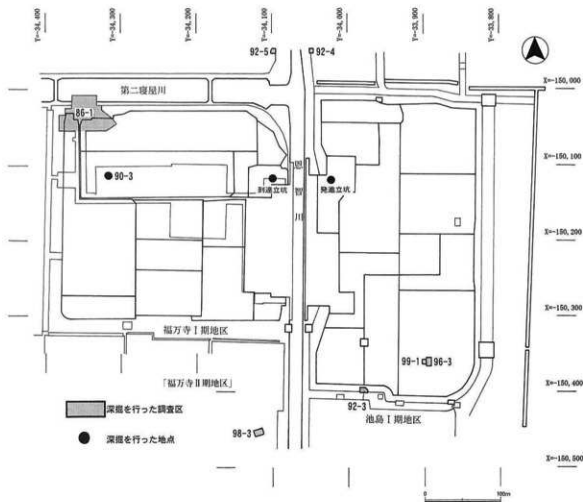 Y=-34,400
Y=-34,300
Y=-34,200
Y=-34,100
Y=-34,000
Y=-33,900
Y=-33,800
92-5
92-4
X=-150,000
第二寝屋川
86-1
X=-150,100
恩智川
90-3
到達立坑
発進立坑
X=-150,200
X=-150,300
福万寺Ⅰ期地区
99-1
96-3
「福万寺Ⅱ期地区」
X=-150,400
92-3
深掘を行った調査区
池島Ⅰ期地区
98-3
深掘を行った地点
X=-150,500
0
100m